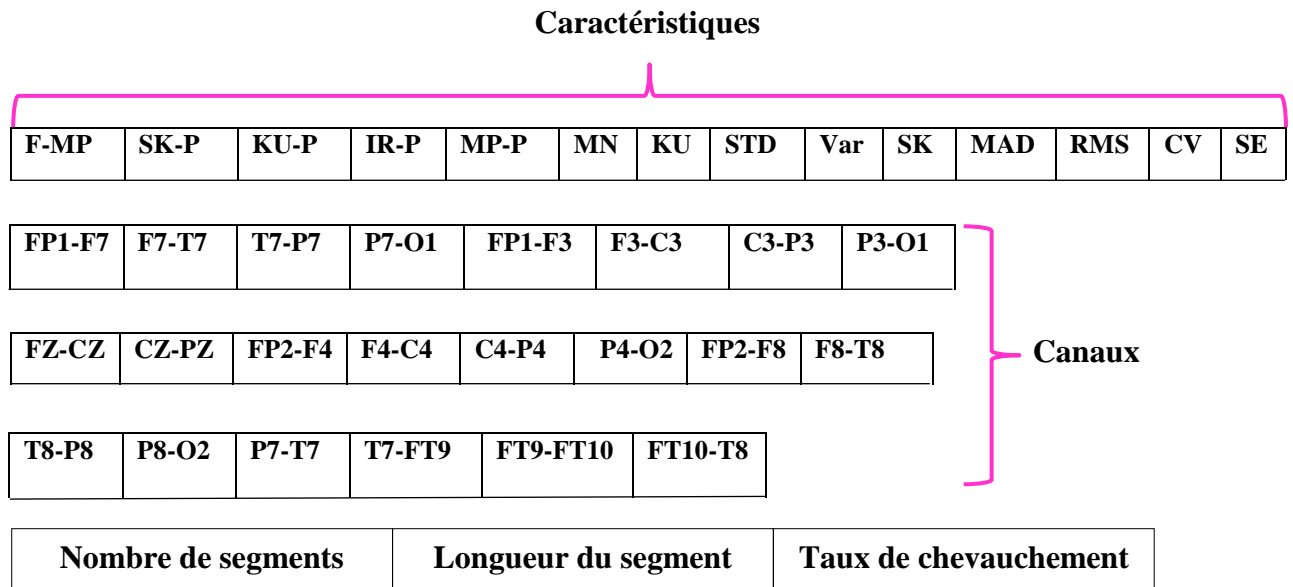 Caractéristiques
F-MP SK-P KU-P IR-P MP-P MN KU STD Var SK MAD RMS CV SE
FP1-F7 F7-T7 T7-P7 P7-O1 FP1-F3 F3-C3 C3-P3 P3-O1
FZ-CZ CZ-PZ FP2-F4 F4-C4 C4-P4 P4-O2 FP2-F8 F8-T8
Canaux
T8-P8 P8-O2 P7-T7 T7-FT9 FT9-FT10 FT10-T8
Nombre de segments Longueur du segment Taux de chevauchement